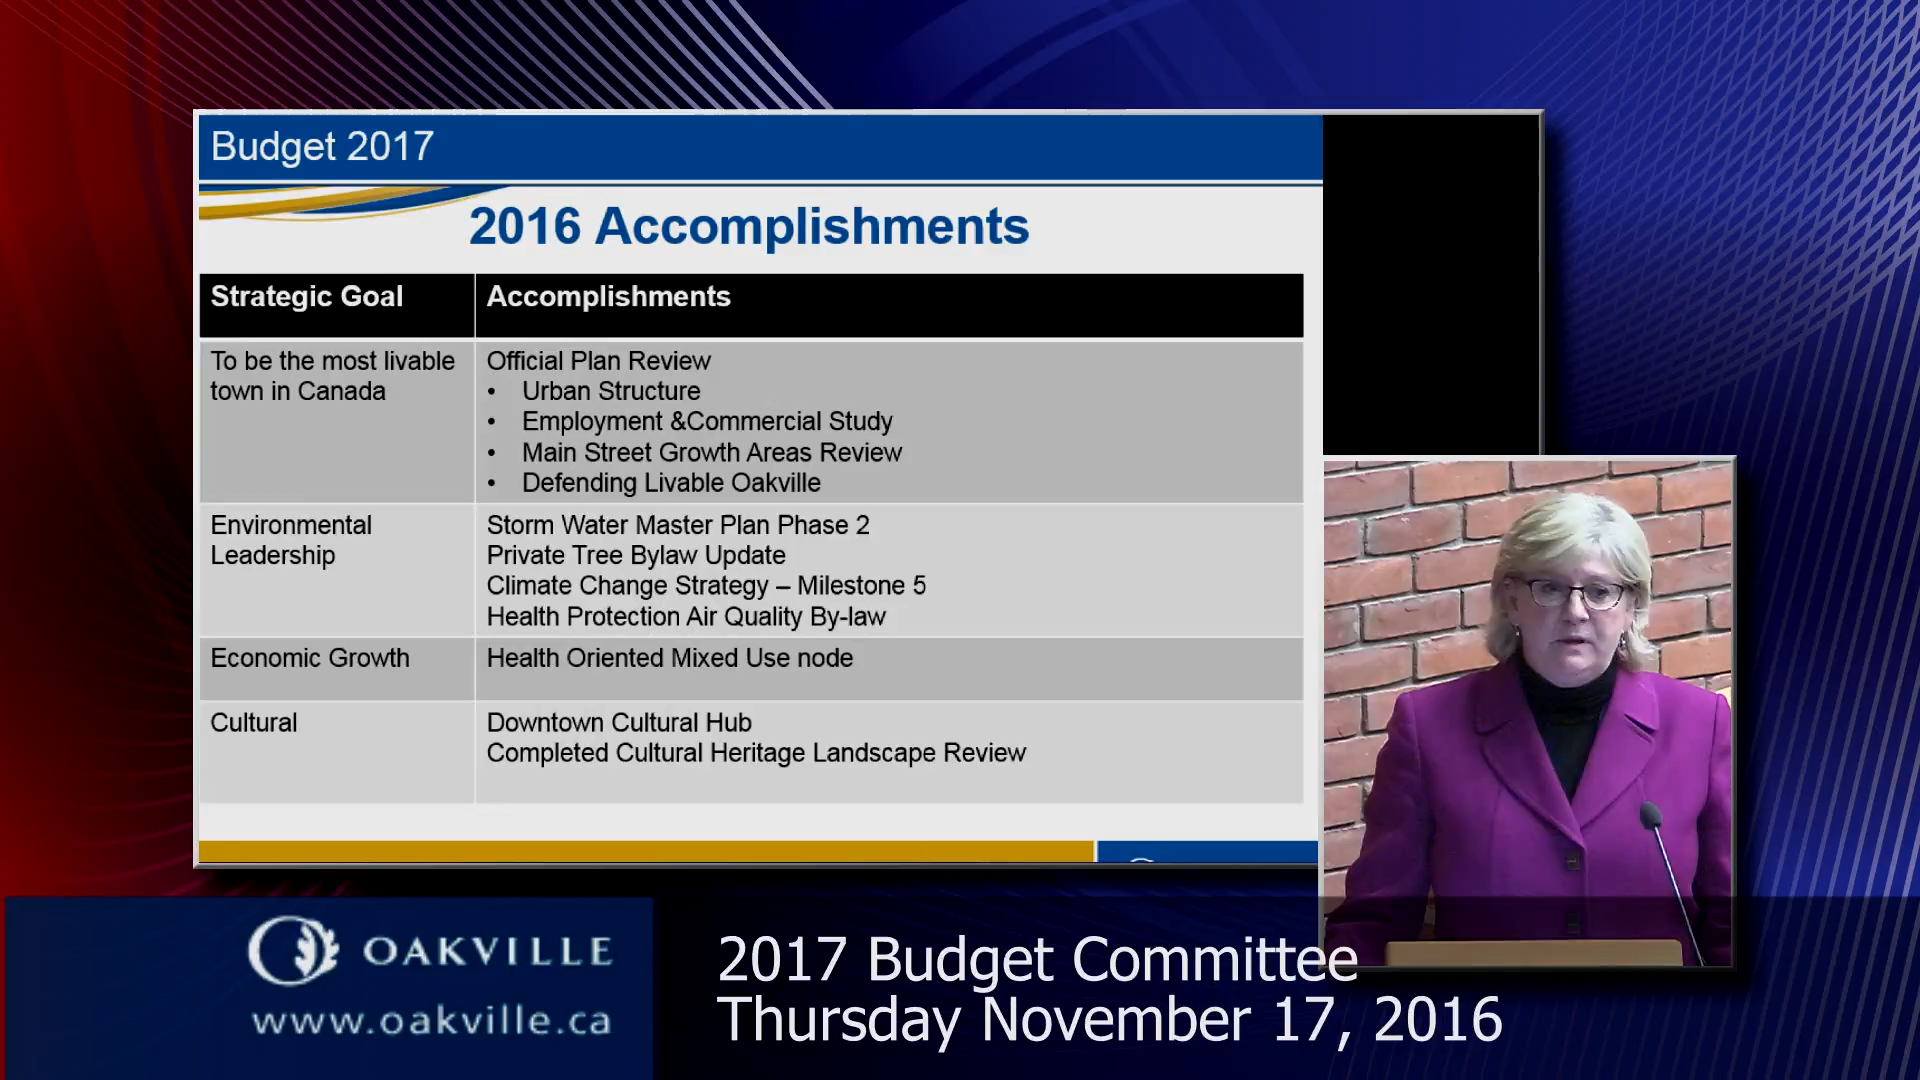 Budget 2017
2016 Accomplishments
Strategic Goal
Accomplishments
To be the most livable
town in Canada
Official Plan Review
• Urban Structure
• Employment &Commercial Study
• Main Street Growth Areas Review
• Defending Livable Oakville
Environmental
Leadership
Storm Water Master Plan Phase 2
Private Tree Bylaw Update
Climate Change Strategy – Milestone 5
Health Protection Air Quality By-law
Economic Growth
Health Oriented Mixed Use node
Cultural
Downtown Cultural Hub
Completed Cultural Heritage Landscape Review
OAKVILLE
www.oakville.ca
2017 Budget Committee
Thursday November 17, 2016